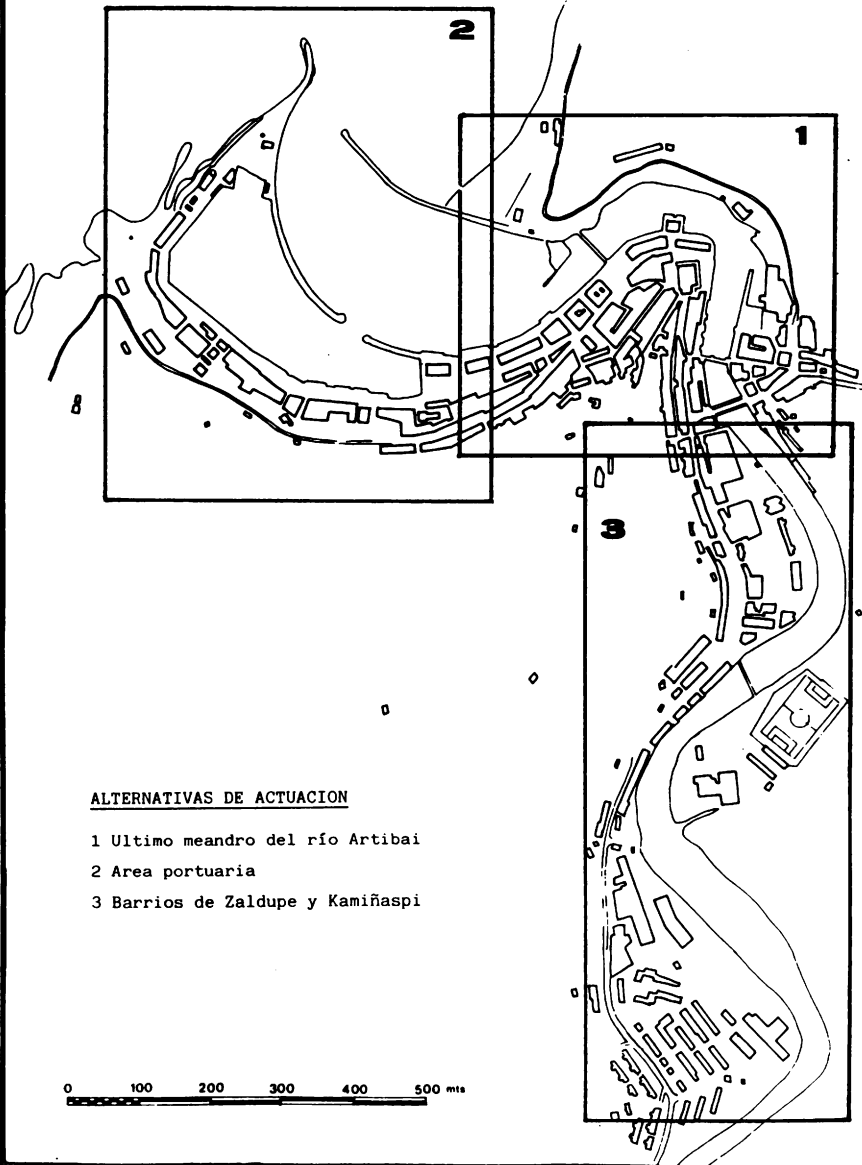 2
1
3
ALTERNATIVAS DE ACTUACION
1 Ultimo meandro del río Artibai
2 Area portuaria
3 Barrios de Zaldupe y Kamiñaspi
0 100 200 300 400 500 mts